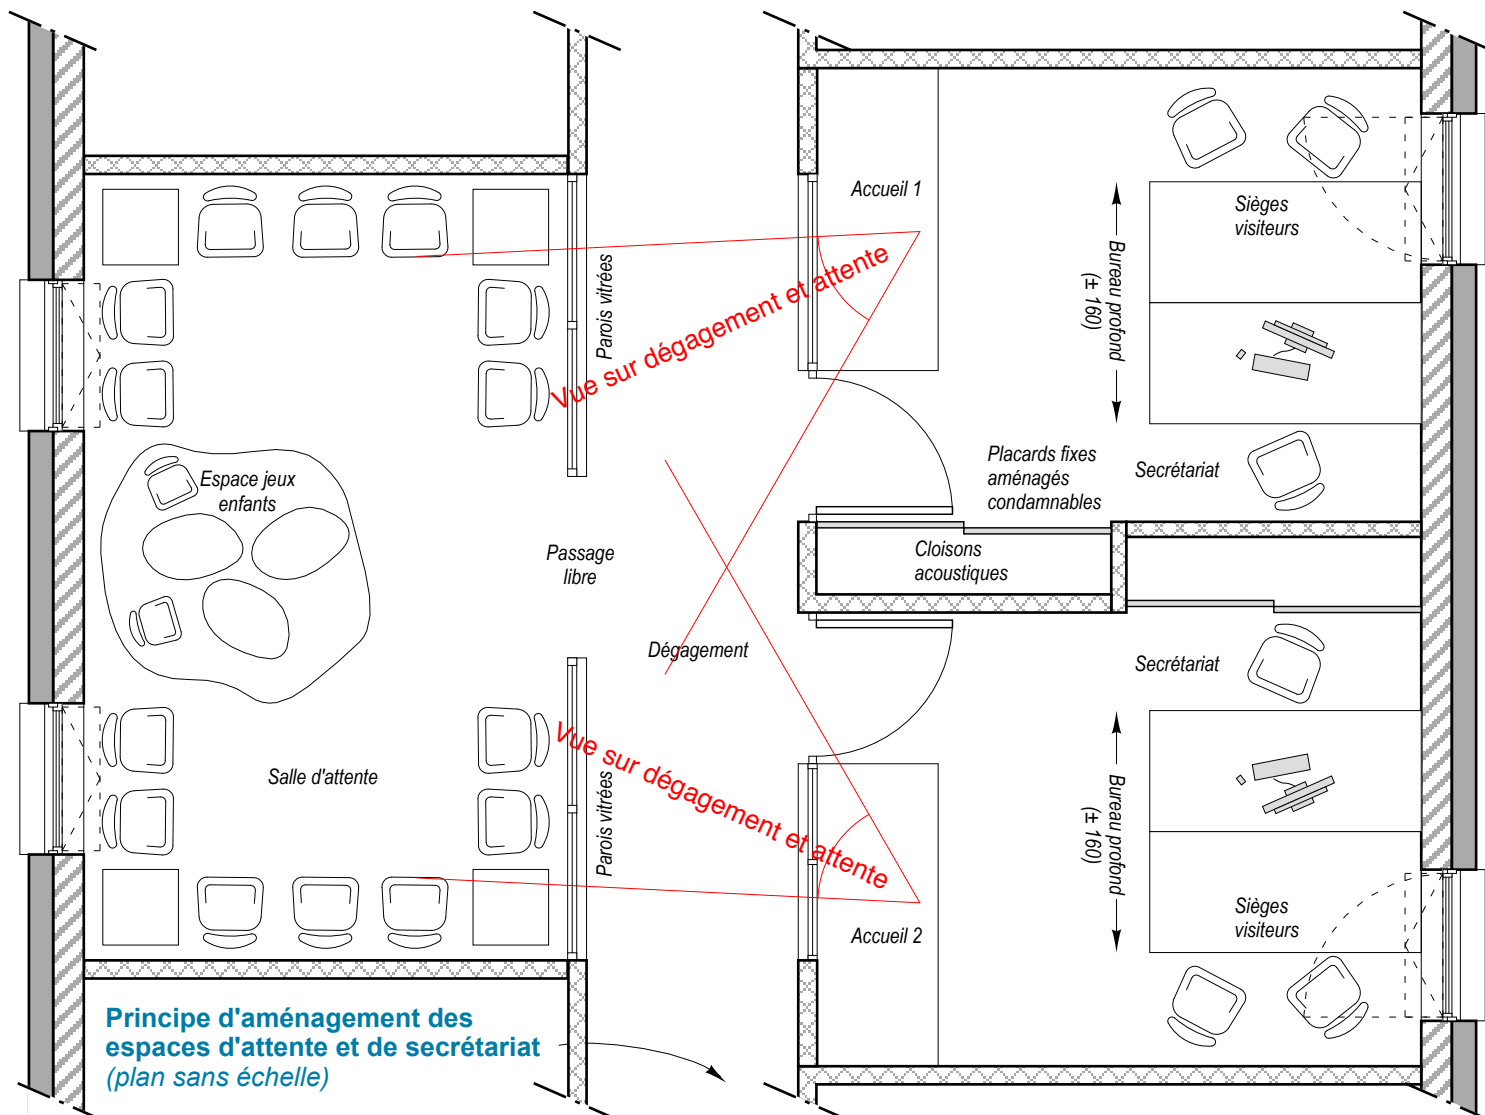 Accueil 1
Sièges
visiteurs
Parois vitrées
Vue sur dégagement et attente
Bureau profond
(± 160)
Espace jeux
enfants
Placards fixes
aménagés
condamnables
Secrétariat
Passage
libre
Cloisons
acoustiques
Dégagement
Secrétariat
Salle d'attente
Parois vitrées
Vue sur dégagement et attente
Bureau profond
(± 160)
Accueil 2
Sièges
visiteurs
Principe d'aménagement des
espaces d'attente et de secrétariat
(plan sans échelle)